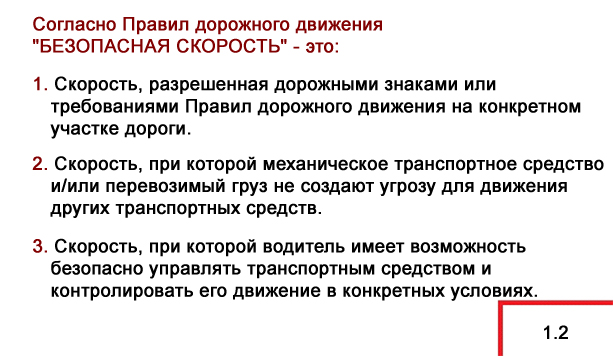 Согласно Правил дорожного движения
"БЕЗОПАСНАЯ СКОРОСТЬ" - это:
1. Скорость, разрешенная дорожными знаками или
требованиями Правил дорожного движения на конкретном
участке дороги.
2. Скорость, при которой механическое транспортное средство
и/или перевозимый груз не создают угрозу для движения
других транспортных средств.
3. Скорость, при которой водитель имеет возможность
безопасно управлять транспортным средством и
контролировать его движение в конкретных условиях.
1.2